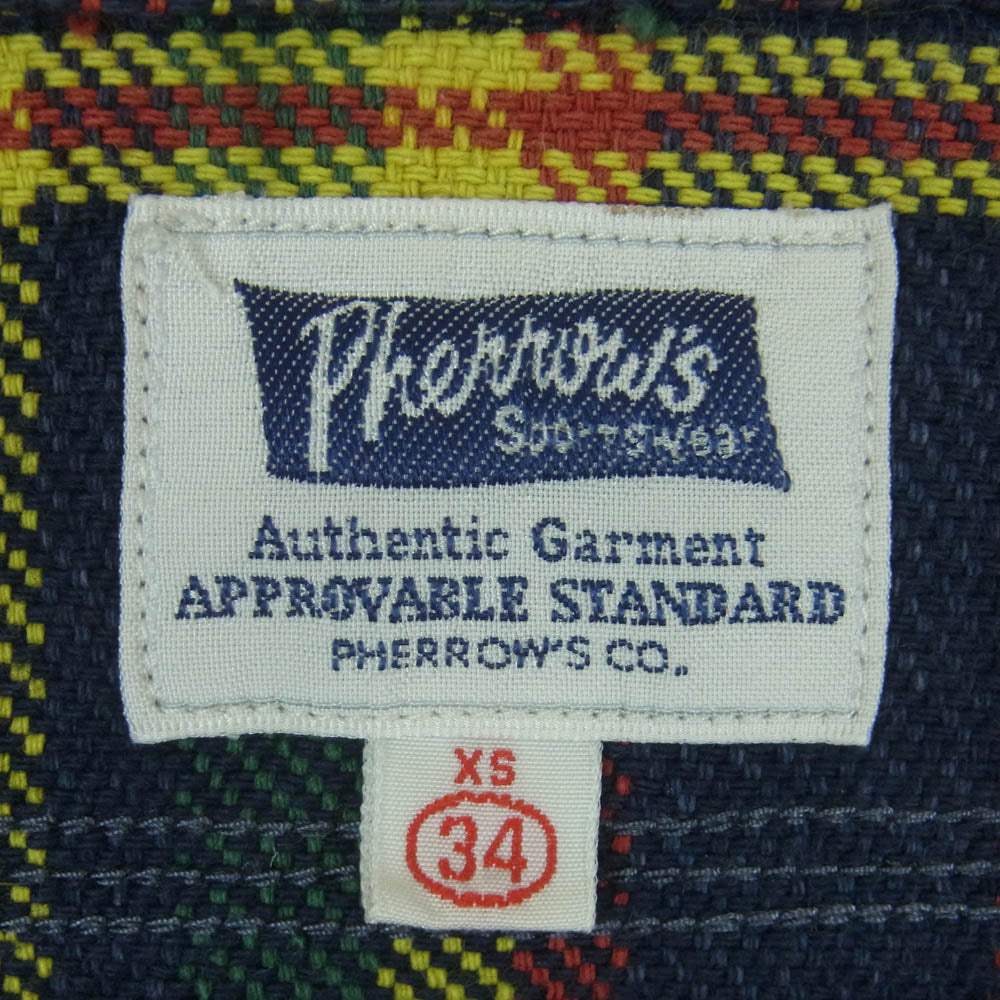 Pherrow's
Sportswear
Authentic Garment
APPROVABLE STANDARD
PHERROW'S CO.,
XS
34